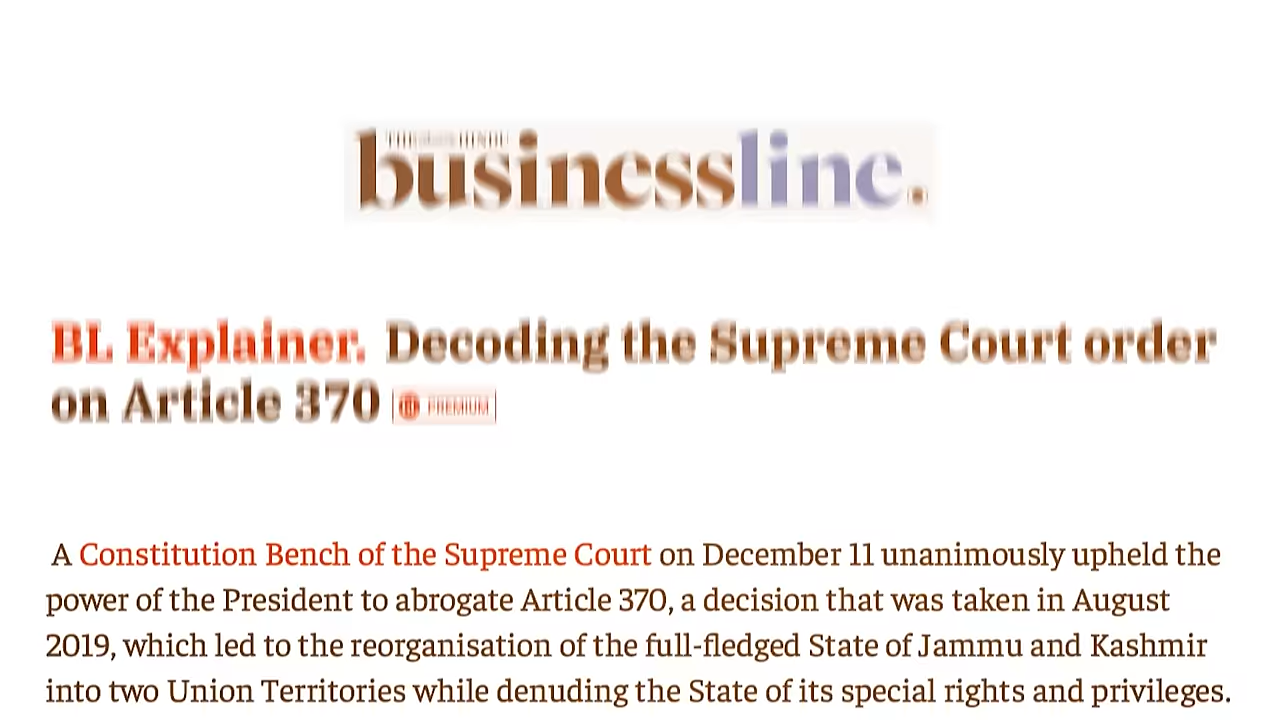 THE HINDU
businessline.
BL Explainer. Decoding the Supreme Court order
on Article 370 PREMIUM
A Constitution Bench of the Supreme Court on December 11 unanimously upheld the
power of the President to abrogate Article 370, a decision that was taken in August
2019, which led to the reorganisation of the full-fledged State of Jammu and Kashmir
into two Union Territories while denuding the State of its special rights and privileges.